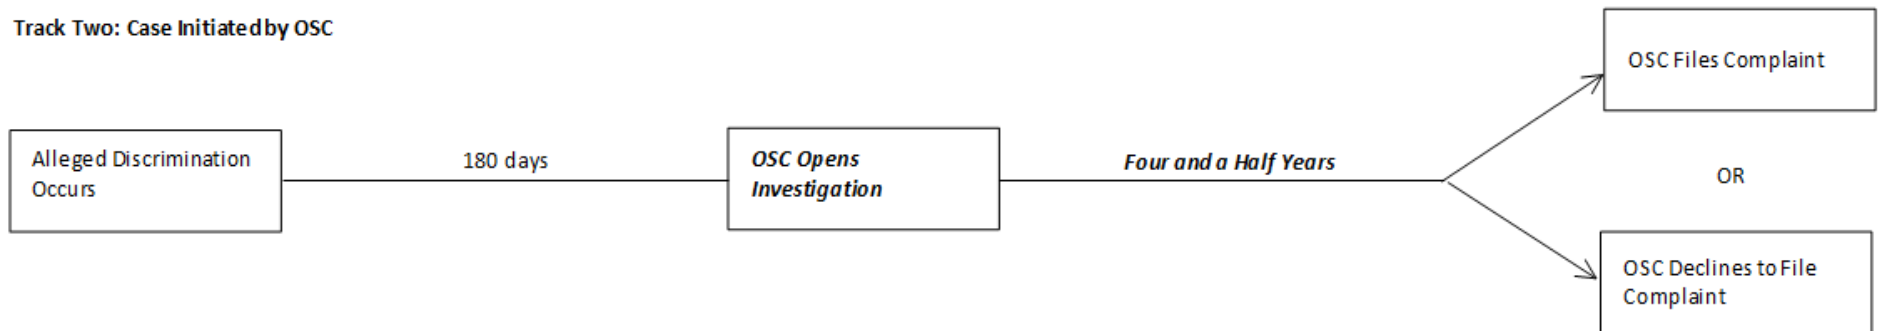 Track Two: Case Initiated by OSC
Alleged Discrimination
Occurs
180 days
OSC Opens
Investigation
Four and a Half Years
OSC Files Complaint
OR
OSC Declines to File
Complaint